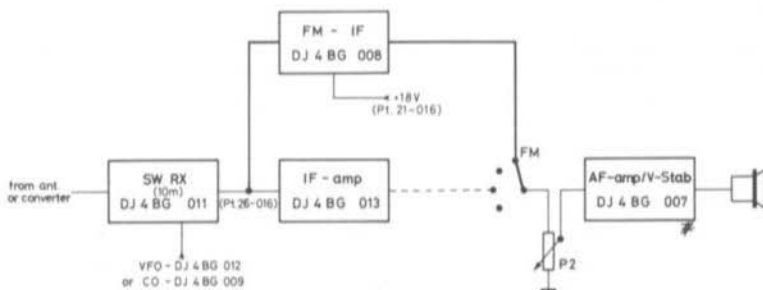 FM - IF
DJ 4 BG 008
+18V
(Pt. 21-016)
FM
from ant.
or converter
SW RX
(10m)
DJ 4 BG 011
(Pt.26-016)
IF-amp
DJ 4 BG 013
AF-amp/V-Stab
DJ 4 BG 007
P2
VFO - DJ 4 BG 012
or CO - DJ 4 BG 009